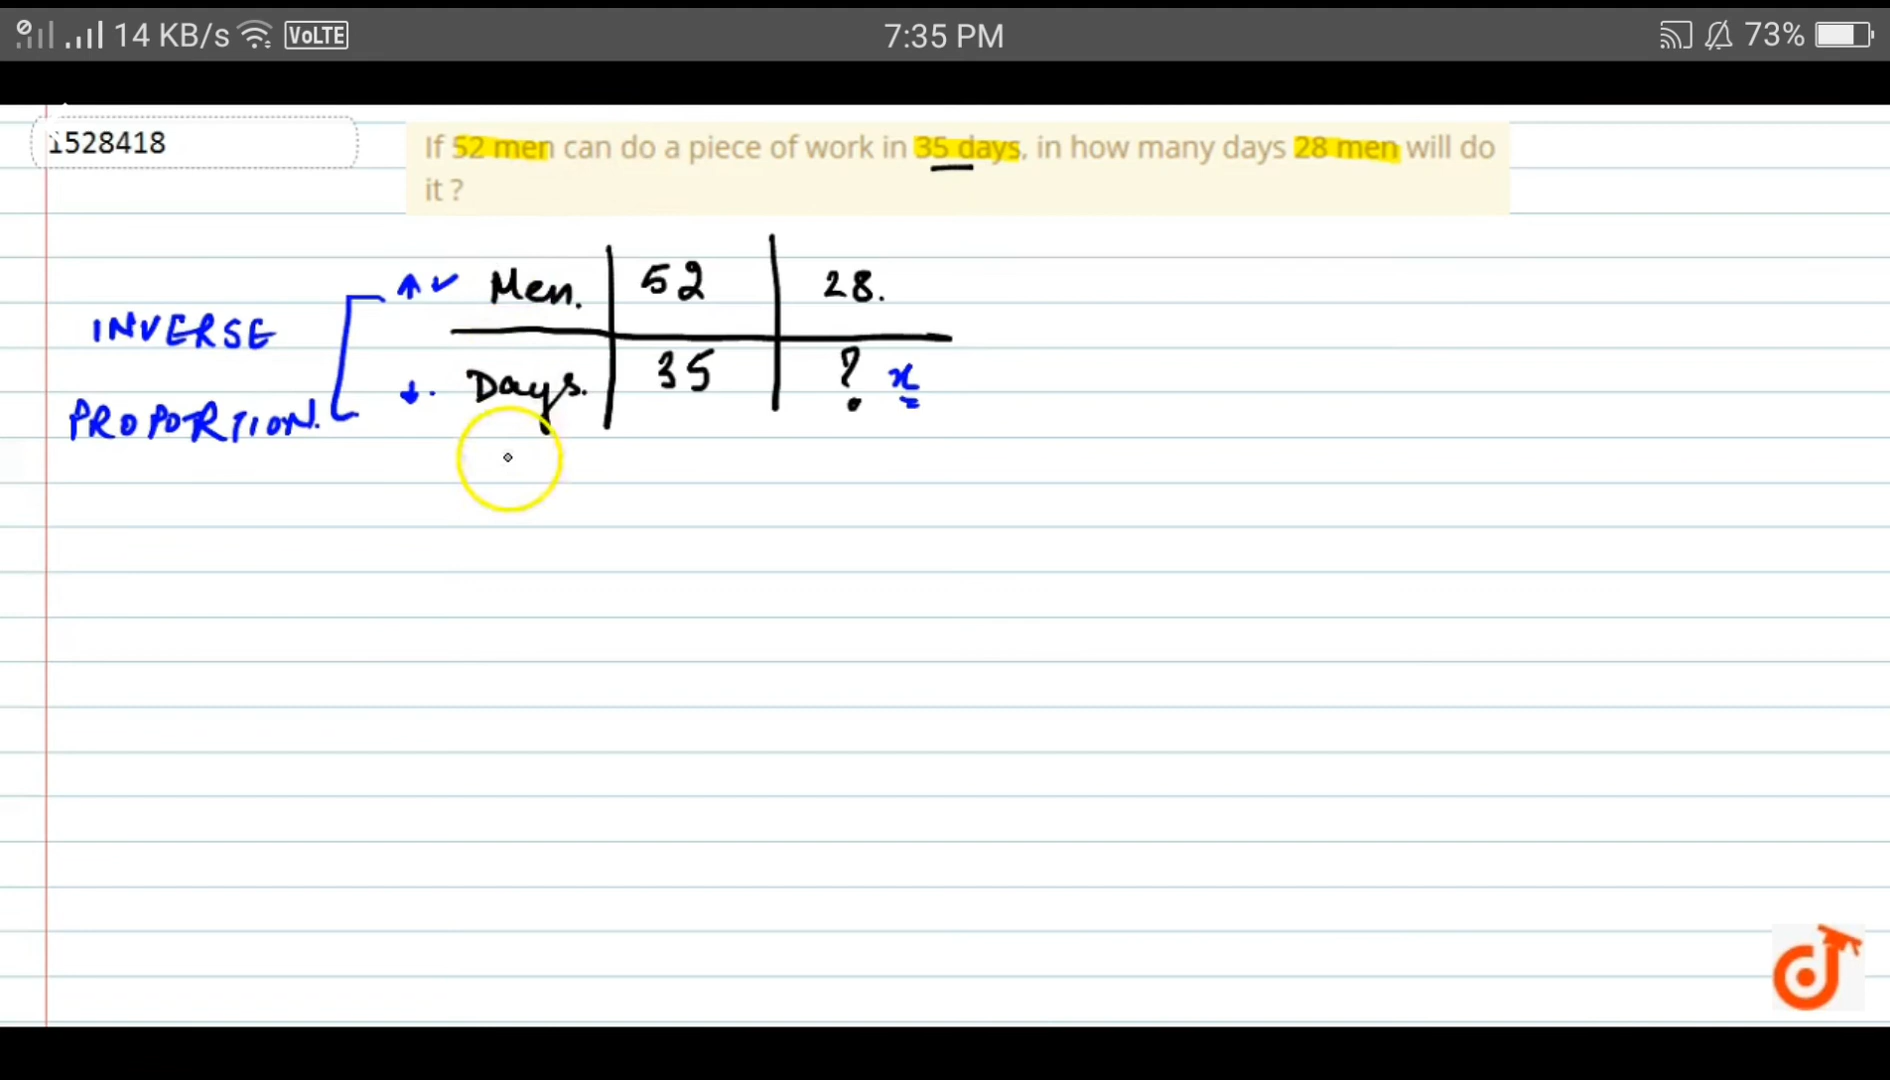 14 KB/s VoLTE 7:35 PM 73%
1528418
If 52 men can do a piece of work in 35 days, in how many days 28 men will do
it ?
Men. 52 28.
Days. 35 ? x
INVERSE
PROPORTION.